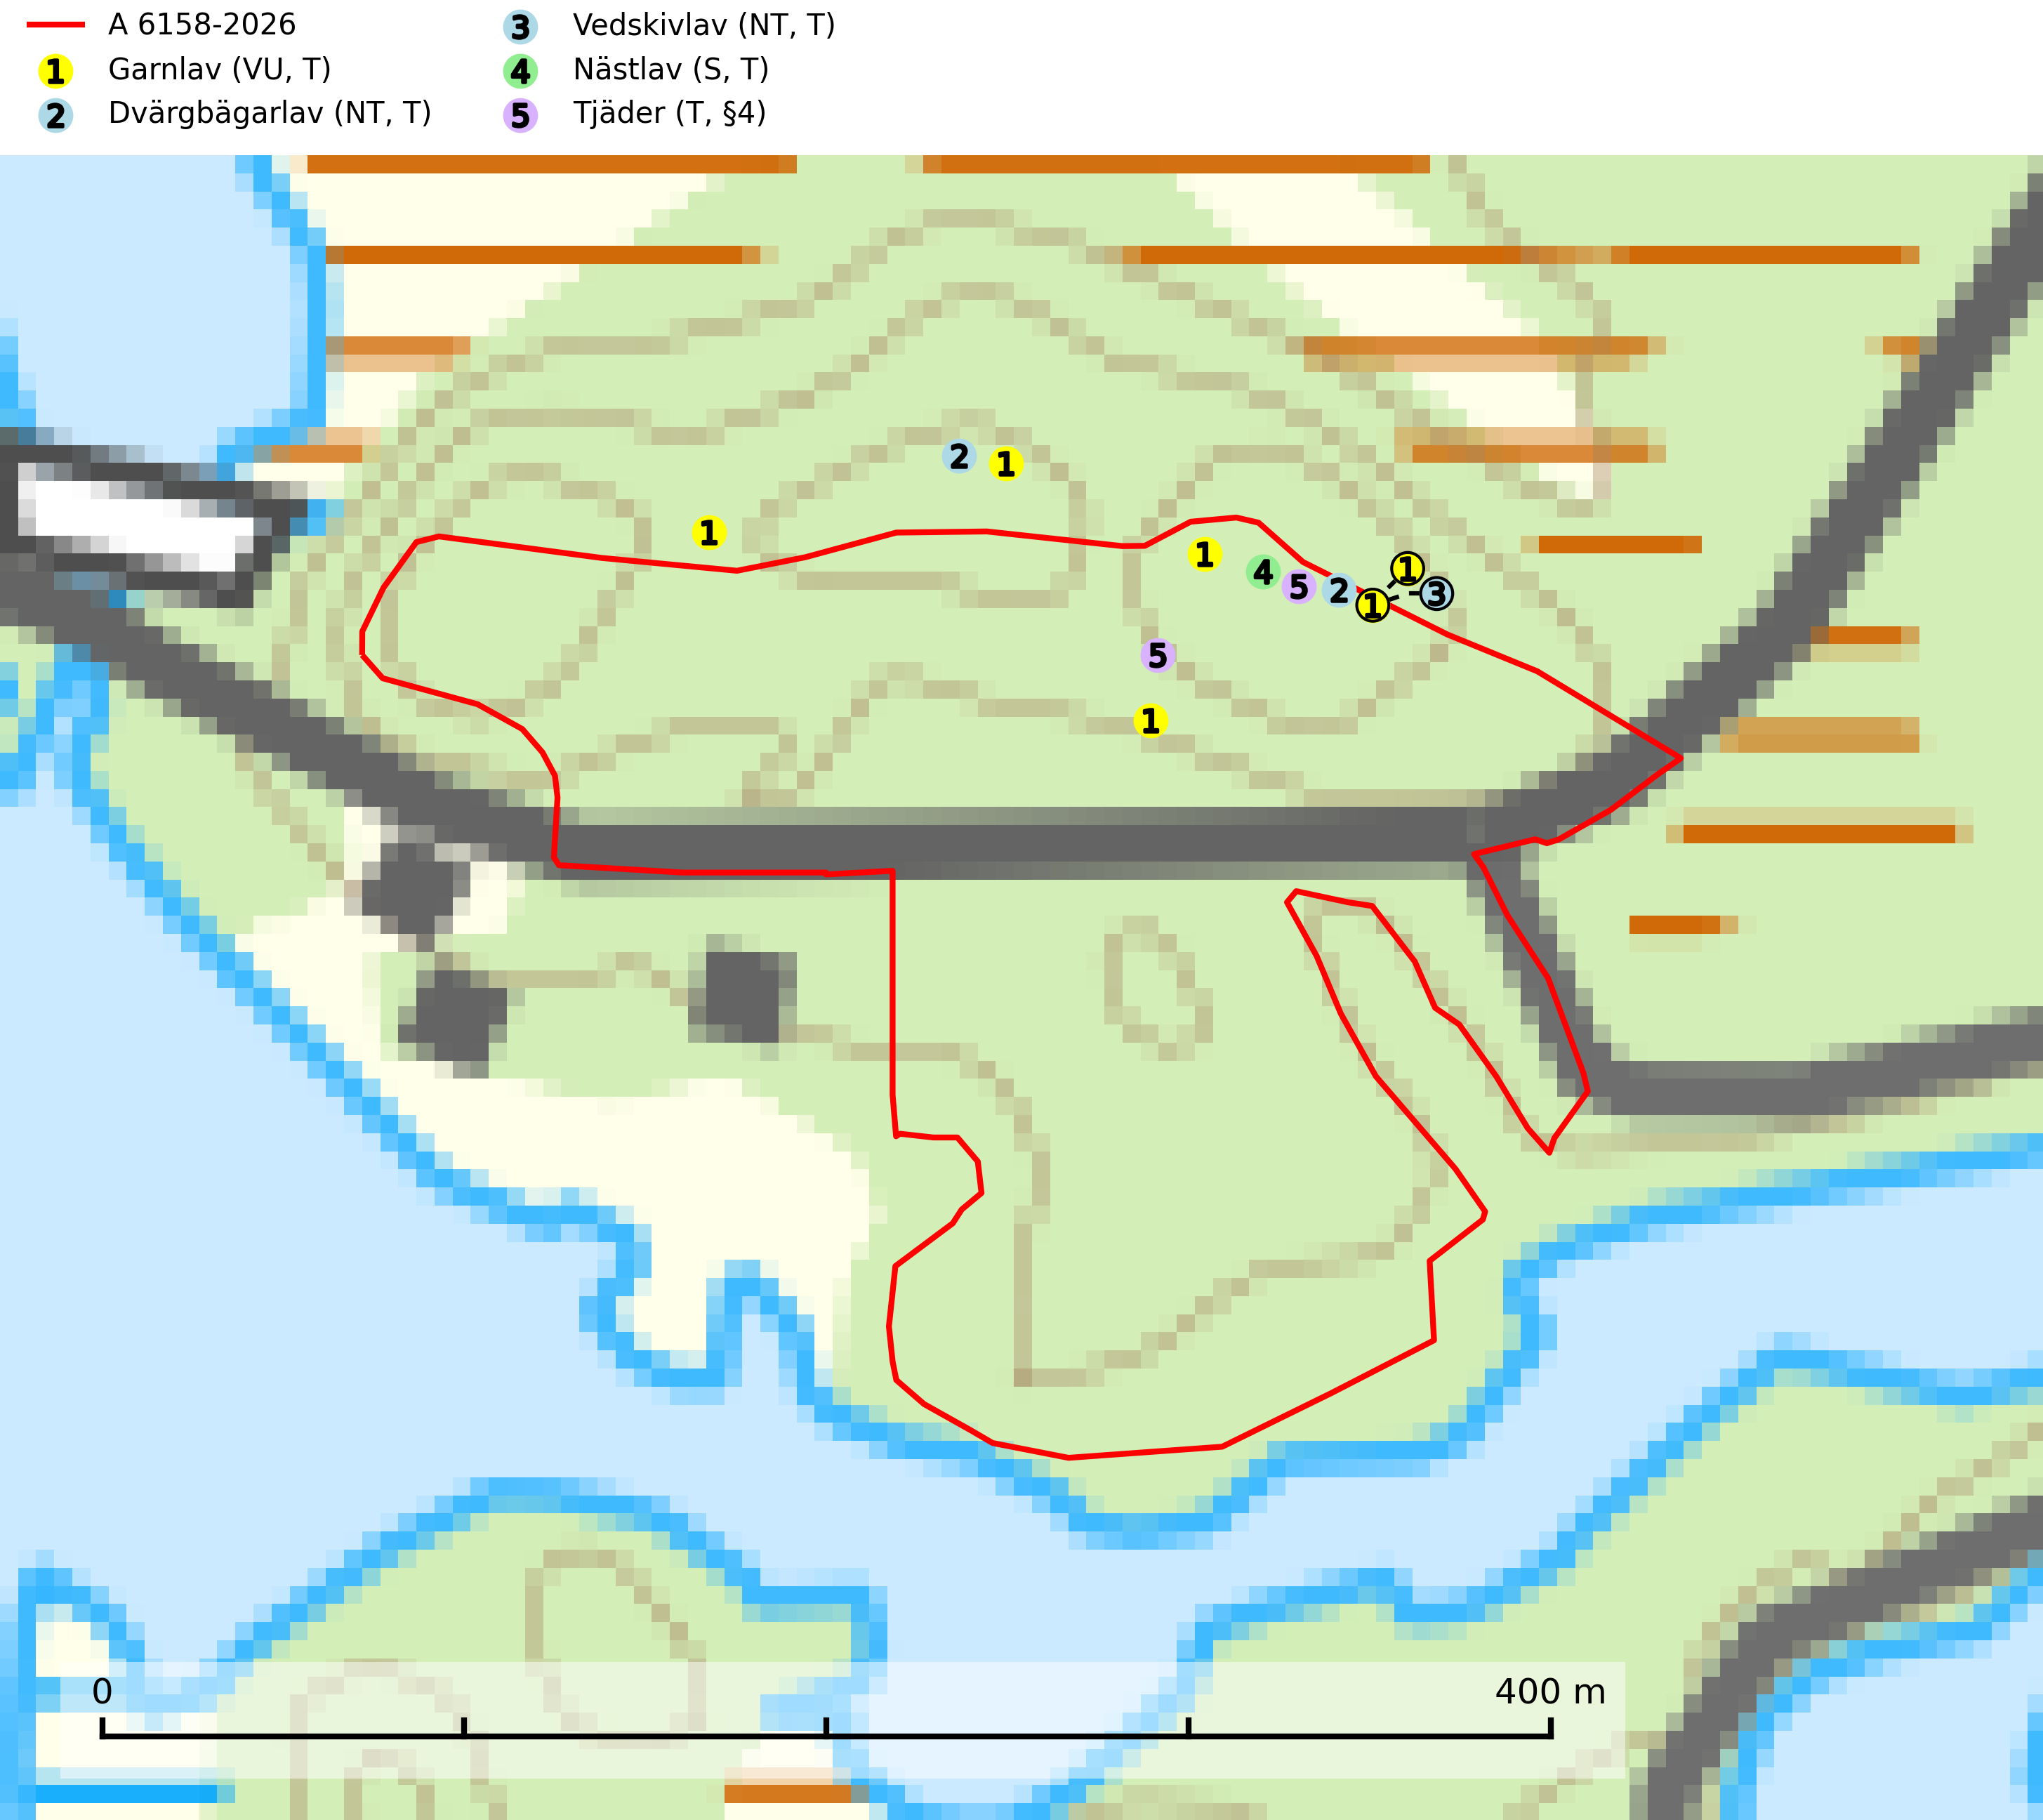 A 6158-2026
1 Garnlav (VU, T)
2 Dvärgbägarlav (NT, T)
3 Vedskivlav (NT, T)
4 Nästlav (S, T)
5 Tjäder (T, §4)
2 1
1
1
4
5 2 1 1 3
5
1
0 400 m